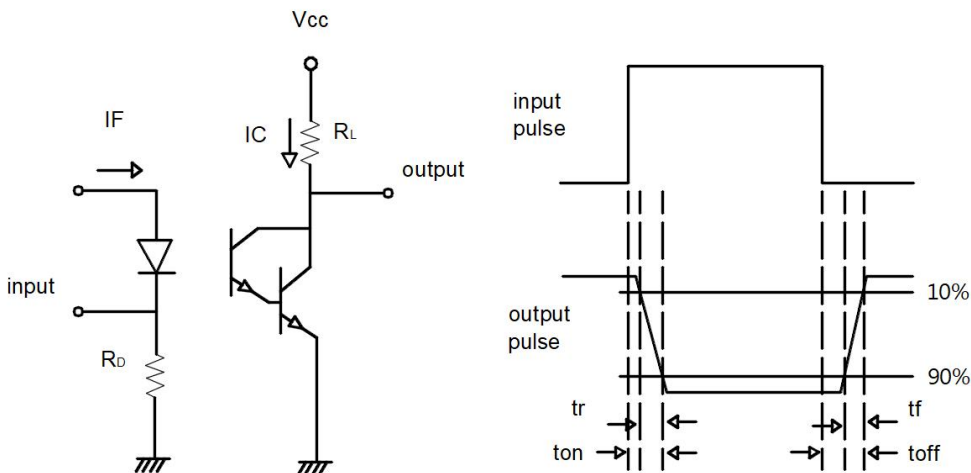 Vcc
IF
IC
RL
output
input
RD
input
pulse
output
pulse
10%
90%
tr
tf
ton
toff